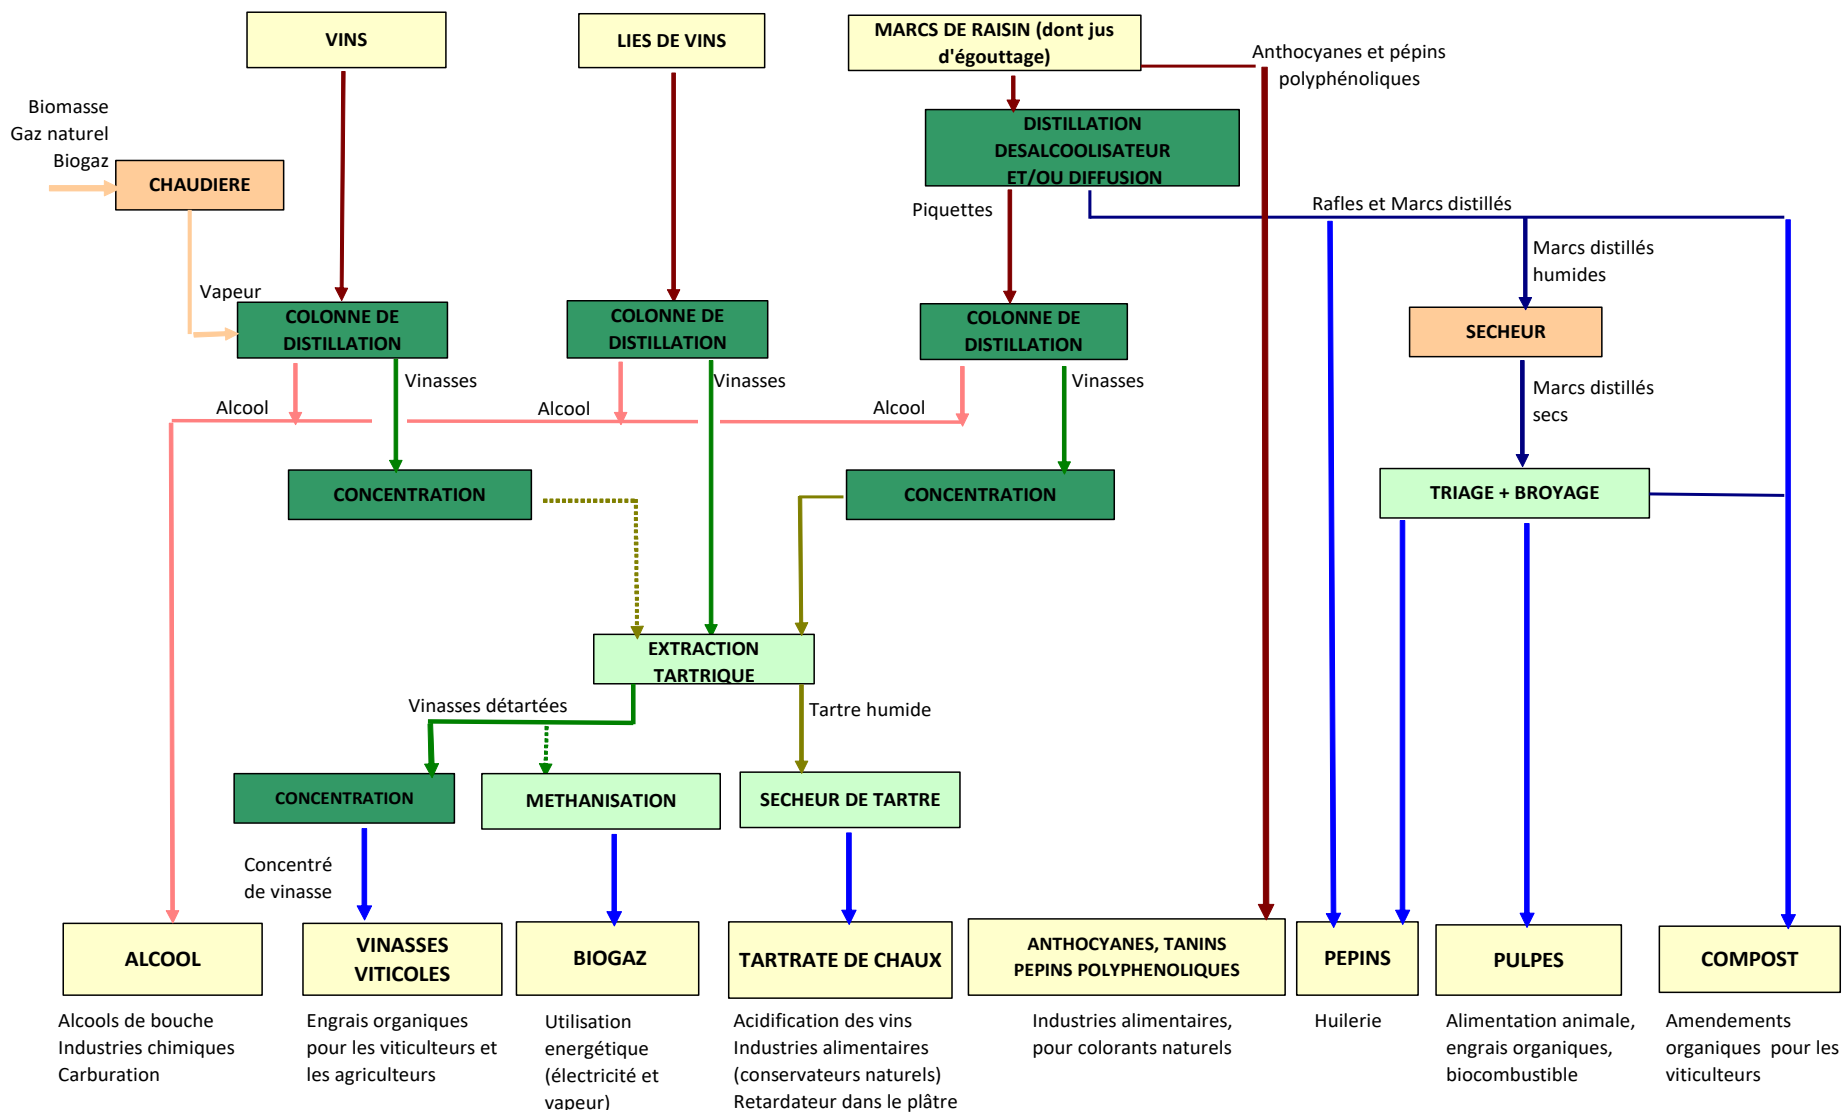 VINS
LIES DE VINS
MARCS DE RAISIN (dont jus
d'égouttage)
Anthocyanes et pépins
polyphénoliques
Biomasse
Gaz naturel
Biogaz
CHAUDIERE
DISTILLATION
DESALCOOLISATEUR
ET/OU DIFFUSION
Piquettes
Rafles et Marcs distillés
Marcs distillés
humides
Vapeur
COLONNE DE
DISTILLATION
COLONNE DE
DISTILLATION
COLONNE DE
DISTILLATION
SECHEUR
Vinasses
Vinasses
Vinasses
Alcool
Alcool
Alcool
Marcs distillés
secs
CONCENTRATION
CONCENTRATION
TRIAGE + BROYAGE
EXTRACTION
TARTRIQUE
Vinasses détartées
Tartre humide
CONCENTRATION
METHANISATION
SECHEUR DE TARTRE
Concentré
de vinasse
ALCOOL
VINASSES
VITICOLES
BIOGAZ
TARTRATE DE CHAUX
ANTHOCYANES, TANINS
PEPINS POLYPHENOLIQUES
PEPINS
PULPES
COMPOST
Alcools de bouche
Industries chimiques
Carburation
Engrais organiques
pour les viticulteurs et
les agriculteurs
Utilisation
energétique
(électricité et
vapeur)
Acidification des vins
Industries alimentaires
(conservateurs naturels)
Retardateur dans le plâtre
Industries alimentaires,
pour colorants naturels
Huilerie
Alimentation animale,
engrais organiques,
biocombustible
Amendements
organiques pour les
viticulteurs